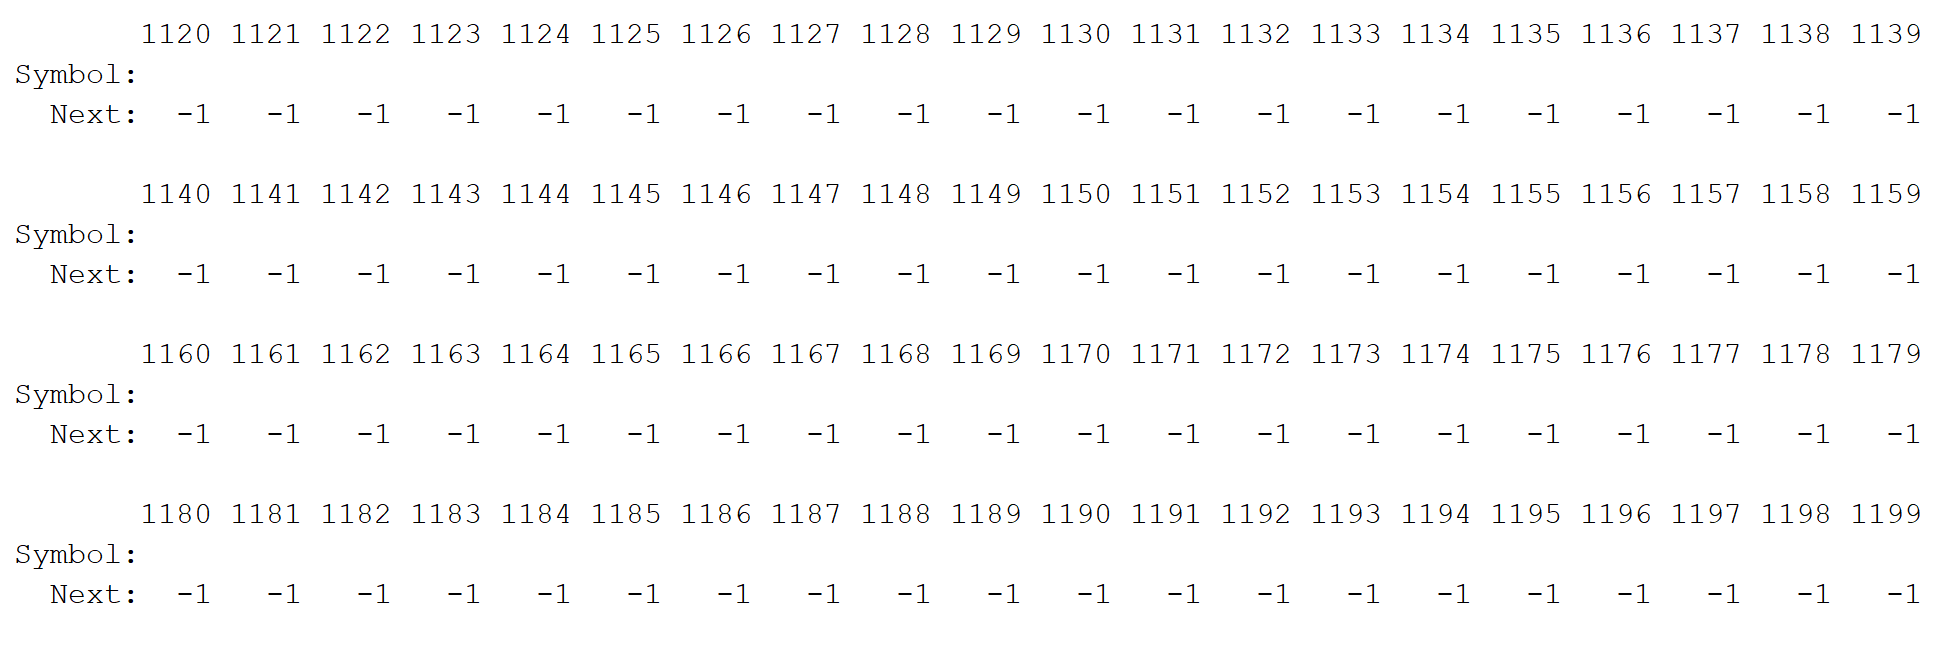 1120 1121 1122 1123 1124 1125 1126 1127 1128 1129 1130 1131 1132 1133 1134 1135 1136 1137 1138 1139
Symbol:
Next: -1 -1 -1 -1 -1 -1 -1 -1 -1 -1 -1 -1 -1 -1 -1 -1 -1 -1 -1 -1
1140 1141 1142 1143 1144 1145 1146 1147 1148 1149 1150 1151 1152 1153 1154 1155 1156 1157 1158 1159
Symbol:
Next: -1 -1 -1 -1 -1 -1 -1 -1 -1 -1 -1 -1 -1 -1 -1 -1 -1 -1 -1 -1
1160 1161 1162 1163 1164 1165 1166 1167 1168 1169 1170 1171 1172 1173 1174 1175 1176 1177 1178 1179
Symbol:
Next: -1 -1 -1 -1 -1 -1 -1 -1 -1 -1 -1 -1 -1 -1 -1 -1 -1 -1 -1 -1
1180 1181 1182 1183 1184 1185 1186 1187 1188 1189 1190 1191 1192 1193 1194 1195 1196 1197 1198 1199
Symbol:
Next: -1 -1 -1 -1 -1 -1 -1 -1 -1 -1 -1 -1 -1 -1 -1 -1 -1 -1 -1 -1